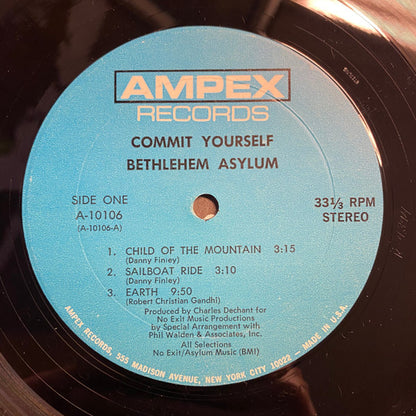 AMPEX
RECORDS
COMMIT YOURSELF
BETHLEHEM ASYLUM
SIDE ONE
A-10106
(A-10106-A)
33⅓ RPM
STEREO
1. CHILD OF THE MOUNTAIN 3:15
(Danny Finley)
2. SAILBOAT RIDE 3:10
(Danny Finley)
3. EARTH 9:50
(Robert Christian Gandhi)
Produced by Charles Dechant for
No Exit Music Productions
by Special Arrangement with
Phil Walden & Associates, Inc.
All Selections
No Exit/Asylum Music (BMI)
AMPEX RECORDS, 555 MADISON AVENUE, NEW YORK CITY 10022 - MADE IN U.S.A.